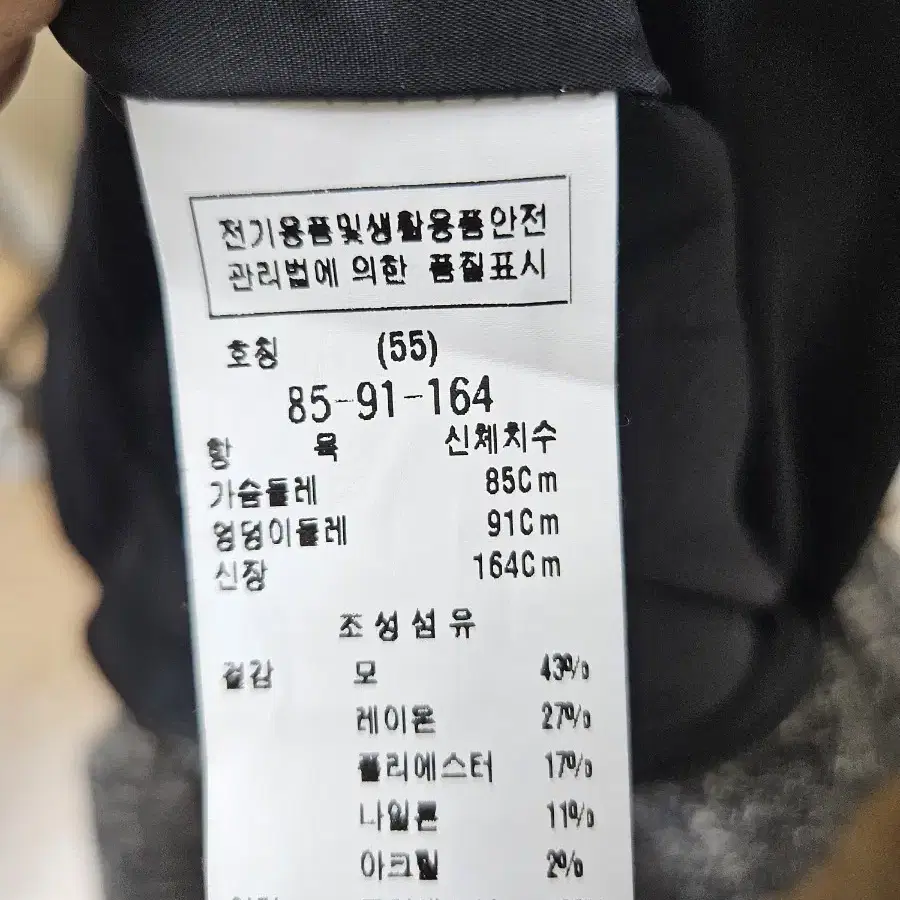 전기용품및생활용품안전
관리법에 의한 품질표시
호칭 (55)
85-91-164
항 목 신체치수
가슴둘레 85Cm
엉덩이둘레 91Cm
신장 164Cm
조성섬유
겉감 모 43%
레이온 27%
폴리에스터 17%
나일론 11%
아크릴 2%